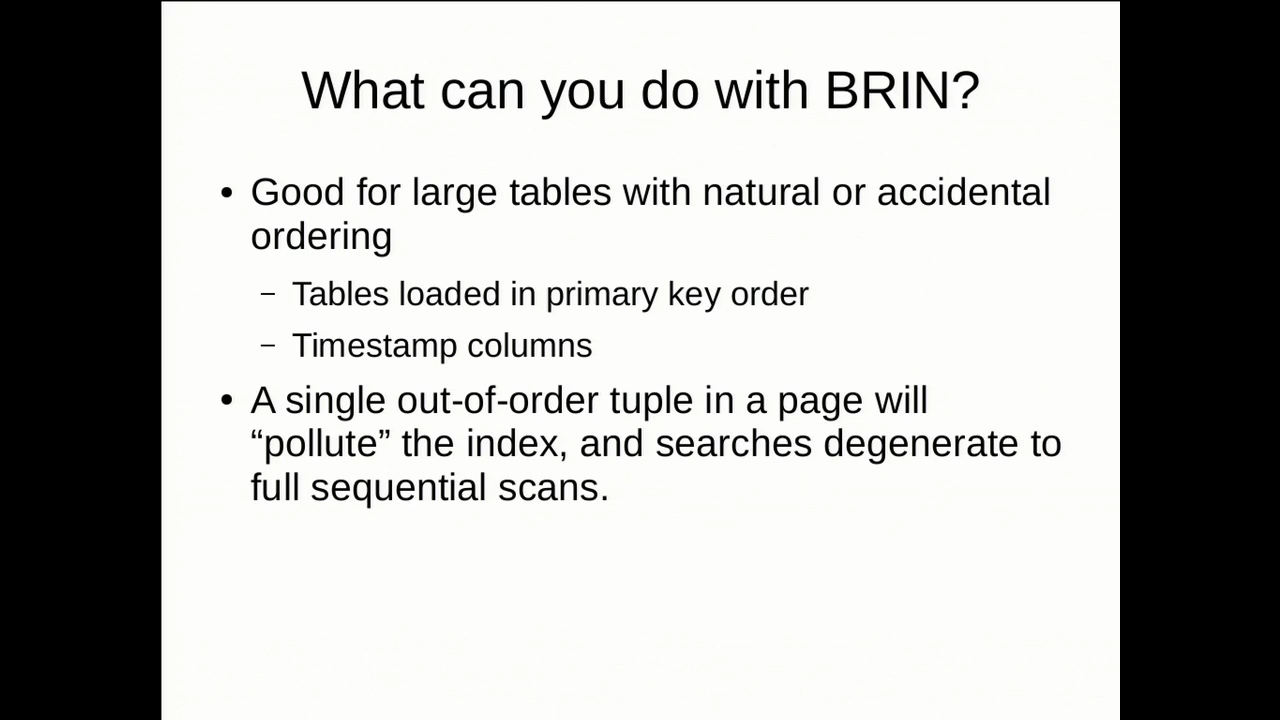 What can you do with BRIN?
• Good for large tables with natural or accidental
ordering
– Tables loaded in primary key order
– Timestamp columns
• A single out-of-order tuple in a page will
“pollute” the index, and searches degenerate to
full sequential scans.